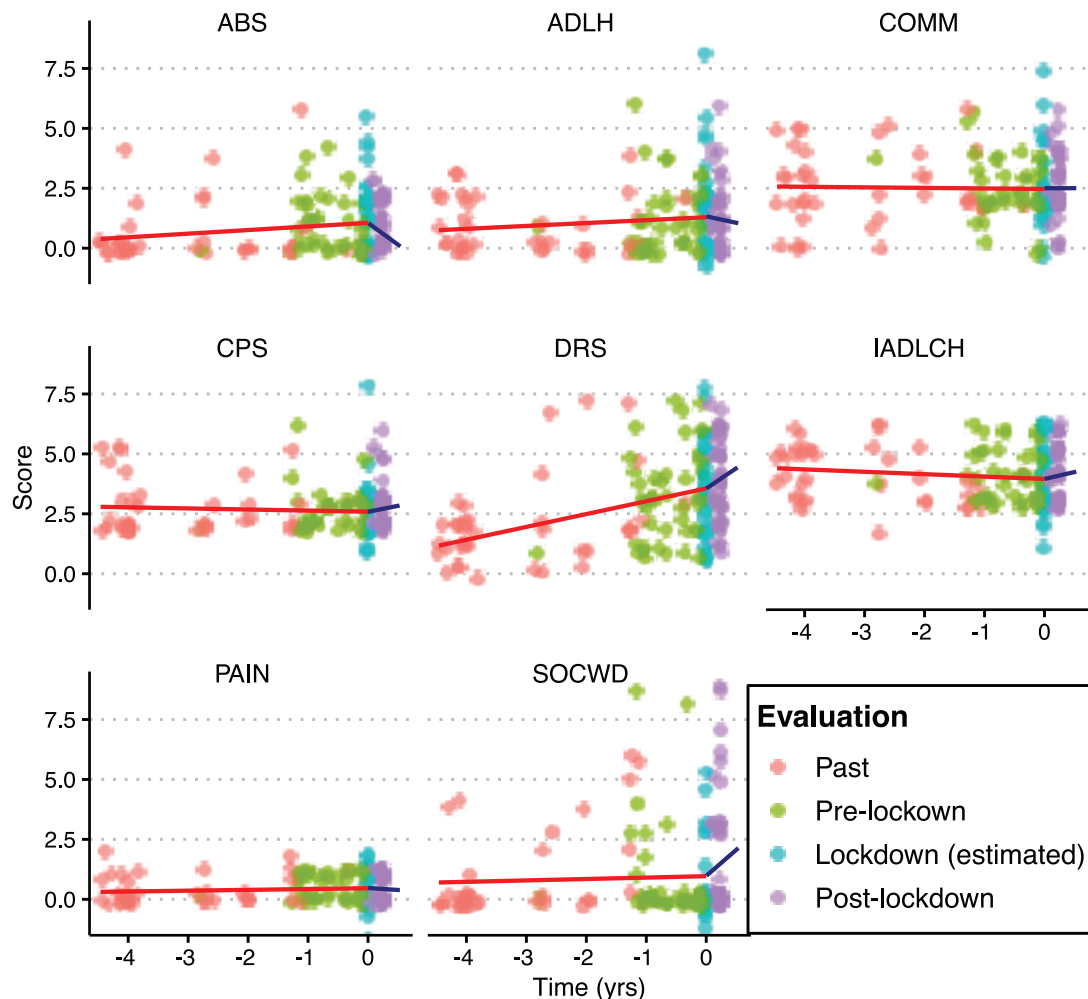 ABS ADLH COMM
7.5
5.0
2.5
0.0
CPS DRS IADLCH
7.5
5.0
2.5
0.0
Score
-4 -3 -2 -1 0
PAIN SOCWD
7.5
5.0
2.5
0.0
-4 -3 -2 -1 0 -4 -3 -2 -1 0
Time (yrs)
Evaluation
Past
Pre-lockown
Lockdown (estimated)
Post-lockdown